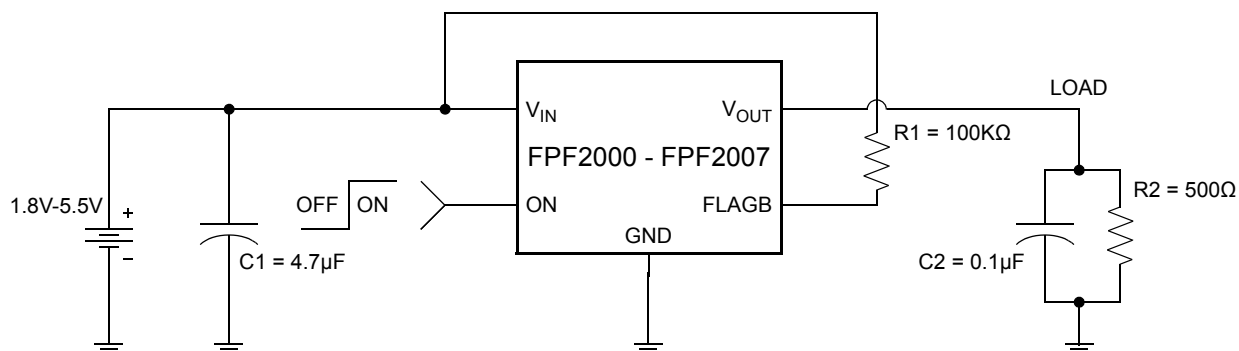 LOAD
V_IN
V_OUT
R1 = 100KΩ
FPF2000 - FPF2007
1.8V-5.5V
+
-
OFF
ON
ON
FLAGB
R2 = 500Ω
GND
C1 = 4.7µF
C2 = 0.1µF